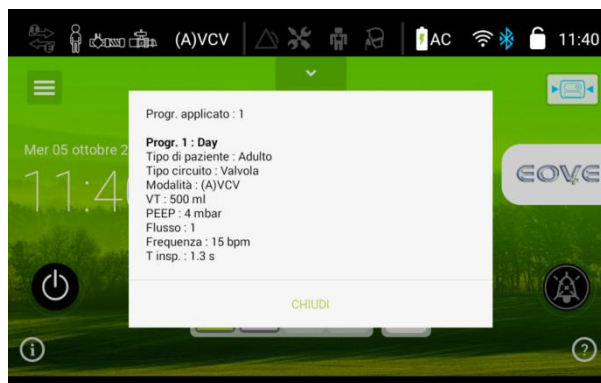 (A)VCV
AC
11:40
Progr. applicato : 1
Progr. 1 : Day
Tipo di paziente : Adulto
Tipo circuito : Valvola
Modalità : (A)VCV
VT : 500 ml
PEEP : 4 mbar
Flusso : 1
Frequenza : 15 bpm
T insp. : 1.3 s
CHIUDI
Mer 05 ottobre 2
11:4
EOVE